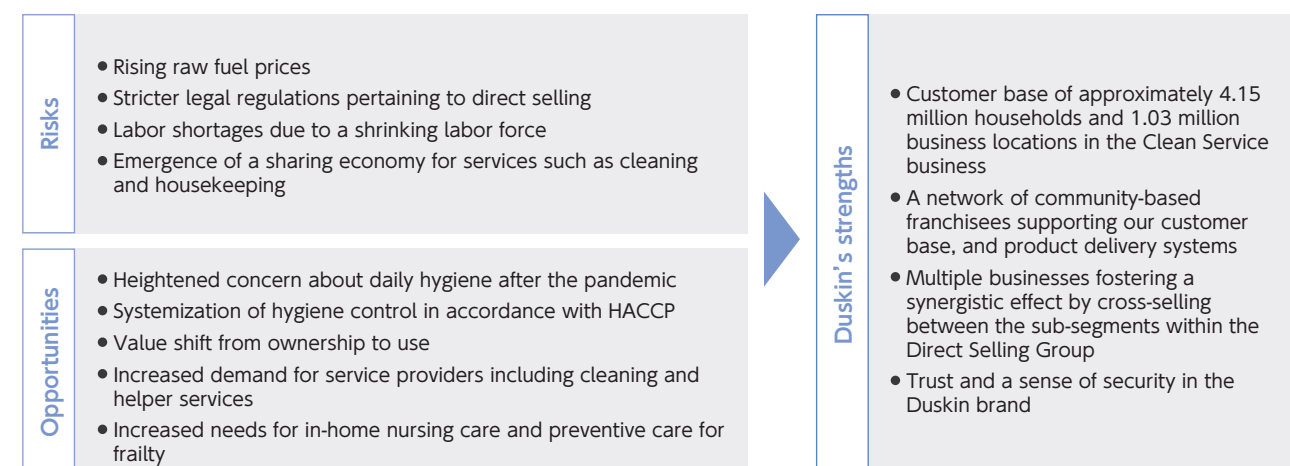 Risks
● Rising raw fuel prices
● Stricter legal regulations pertaining to direct selling
● Labor shortages due to a shrinking labor force
● Emergence of a sharing economy for services such as cleaning
and housekeeping
Opportunities
● Heightened concern about daily hygiene after the pandemic
● Systemization of hygiene control in accordance with HACCP
● Value shift from ownership to use
● Increased demand for service providers including cleaning and
helper services
● Increased needs for in-home nursing care and preventive care for
frailty
Duskin's strengths
● Customer base of approximately 4.15
million households and 1.03 million
business locations in the Clean Service
business
● A network of community-based
franchisees supporting our customer
base, and product delivery systems
● Multiple businesses fostering a
synergistic effect by cross-selling
between the sub-segments within the
Direct Selling Group
● Trust and a sense of security in the
Duskin brand